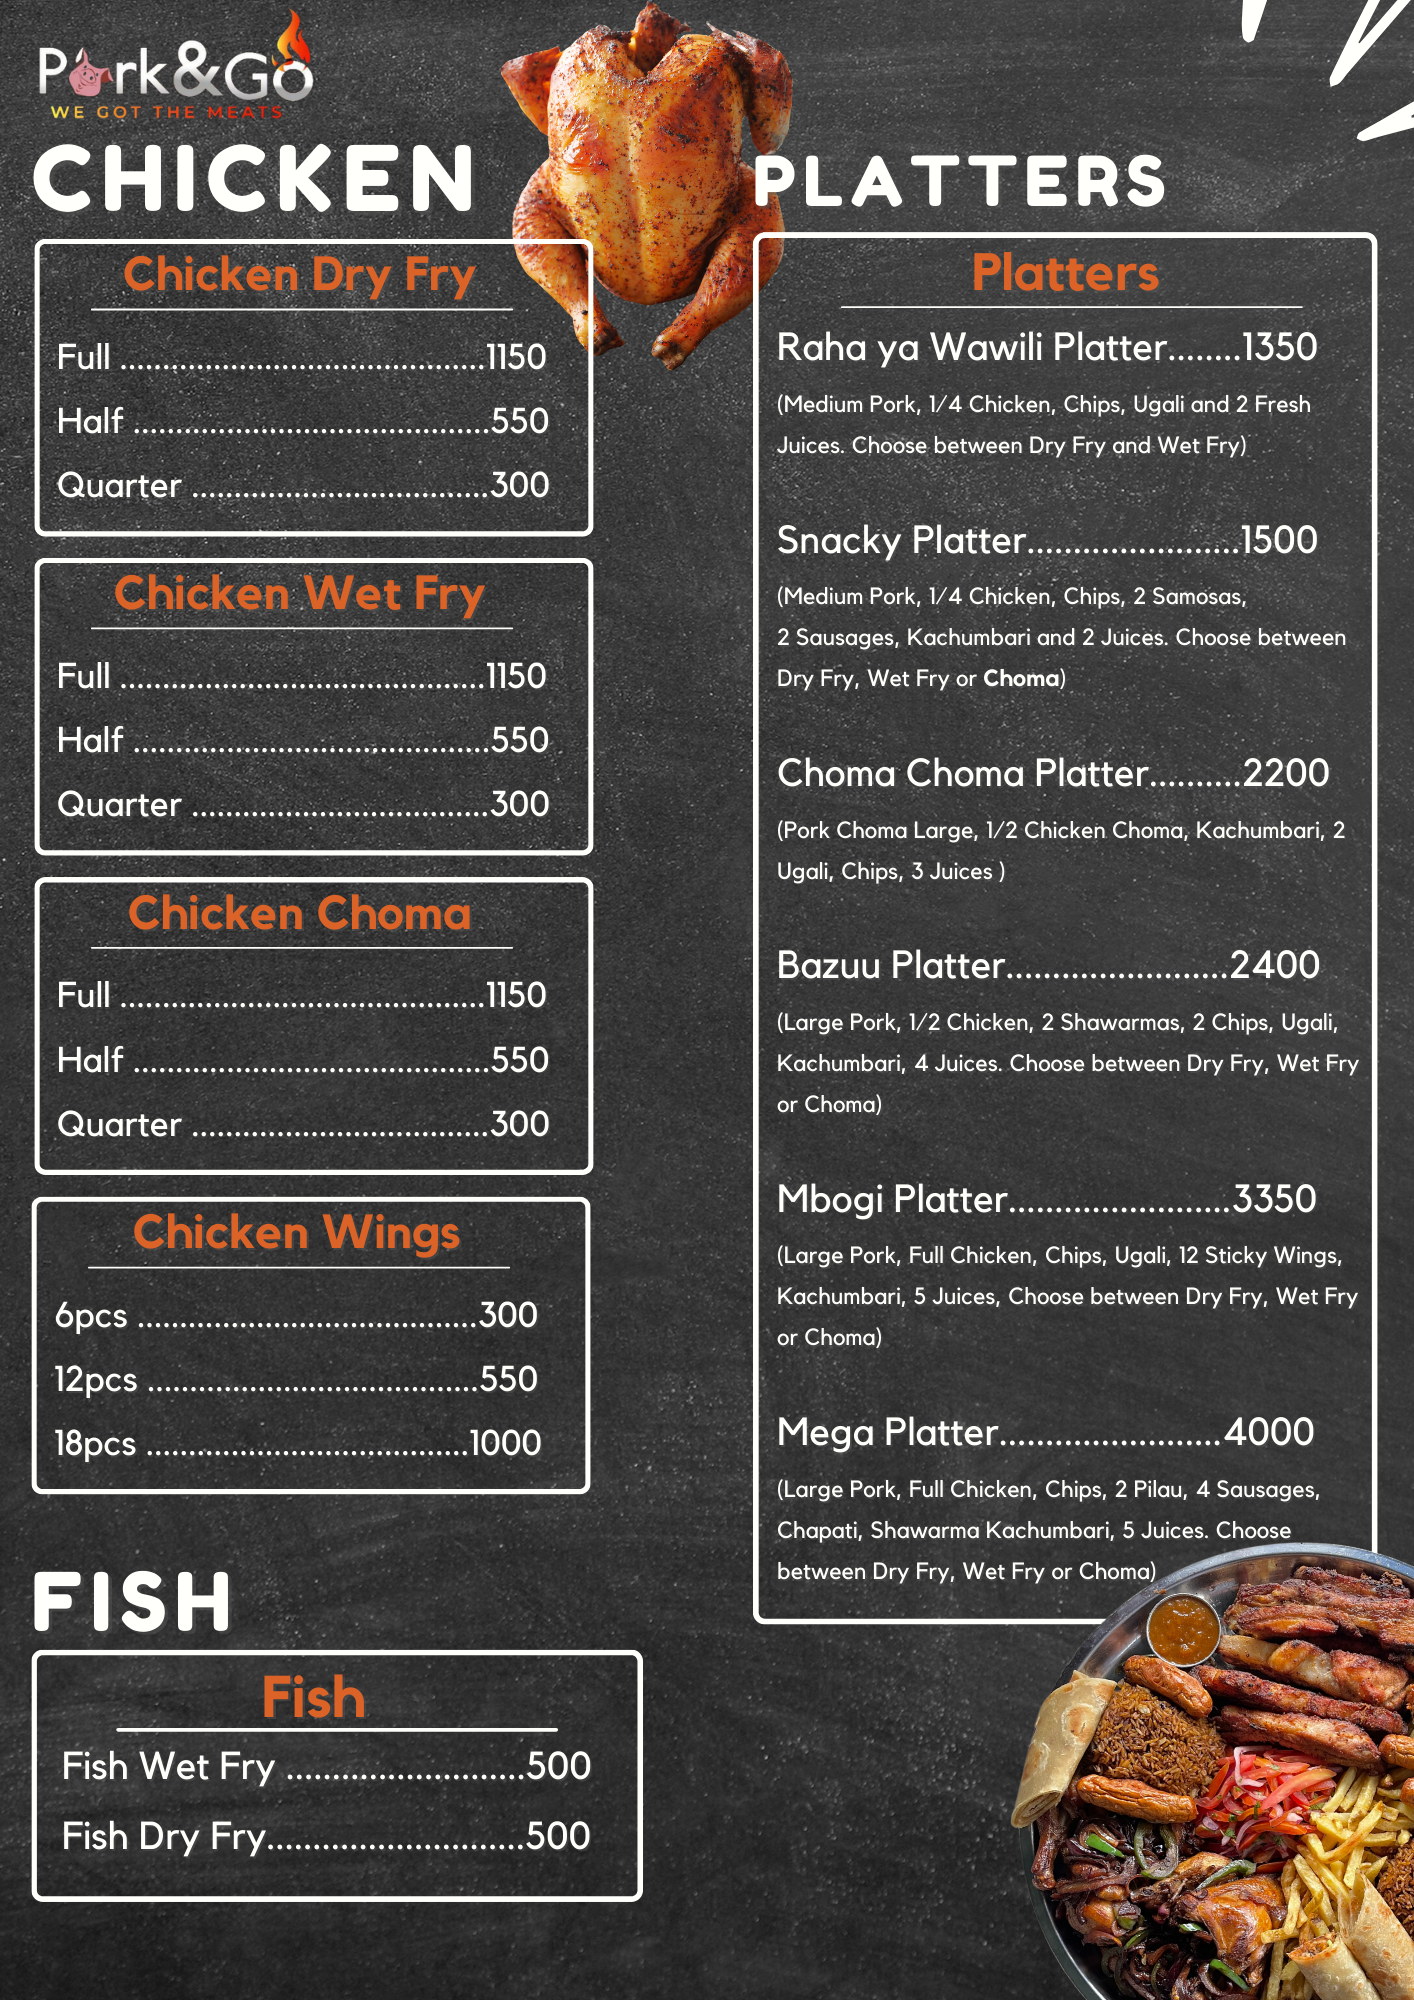 Pork&Go
WE GOT THE MEATS
CHICKEN
Chicken Dry Fry
Full ...........................................1150
Half ..........................................550
Quarter ...................................300
Chicken Wet Fry
Full ...........................................1150
Half ..........................................550
Quarter ...................................300
Chicken Choma
Full ...........................................1150
Half ..........................................550
Quarter ...................................300
Chicken Wings
6pcs ........................................300
12pcs .......................................550
18pcs ......................................1000
FISH
Fish
Fish Wet Fry ..........................500
Fish Dry Fry............................500
PLATTERS
Platters
Raha ya Wawili Platter........1350
(Medium Pork, 1/4 Chicken, Chips, Ugali and 2 Fresh
Juices. Choose between Dry Fry and Wet Fry)
Snacky Platter.......................1500
(Medium Pork, 1/4 Chicken, Chips, 2 Samosas,
2 Sausages, Kachumbari and 2 Juices. Choose between
Dry Fry, Wet Fry or Choma)
Choma Choma Platter..........2200
(Pork Choma Large, 1/2 Chicken Choma, Kachumbari, 2
Ugali, Chips, 3 Juices )
Bazuu Platter........................2400
(Large Pork, 1/2 Chicken, 2 Shawarmas, 2 Chips, Ugali,
Kachumbari, 4 Juices. Choose between Dry Fry, Wet Fry
or Choma)
Mbogi Platter........................3350
(Large Pork, Full Chicken, Chips, Ugali, 12 Sticky Wings,
Kachumbari, 5 Juices, Choose between Dry Fry, Wet Fry
or Choma)
Mega Platter........................4000
(Large Pork, Full Chicken, Chips, 2 Pilau, 4 Sausages,
Chapati, Shawarma Kachumbari, 5 Juices. Choose
between Dry Fry, Wet Fry or Choma)